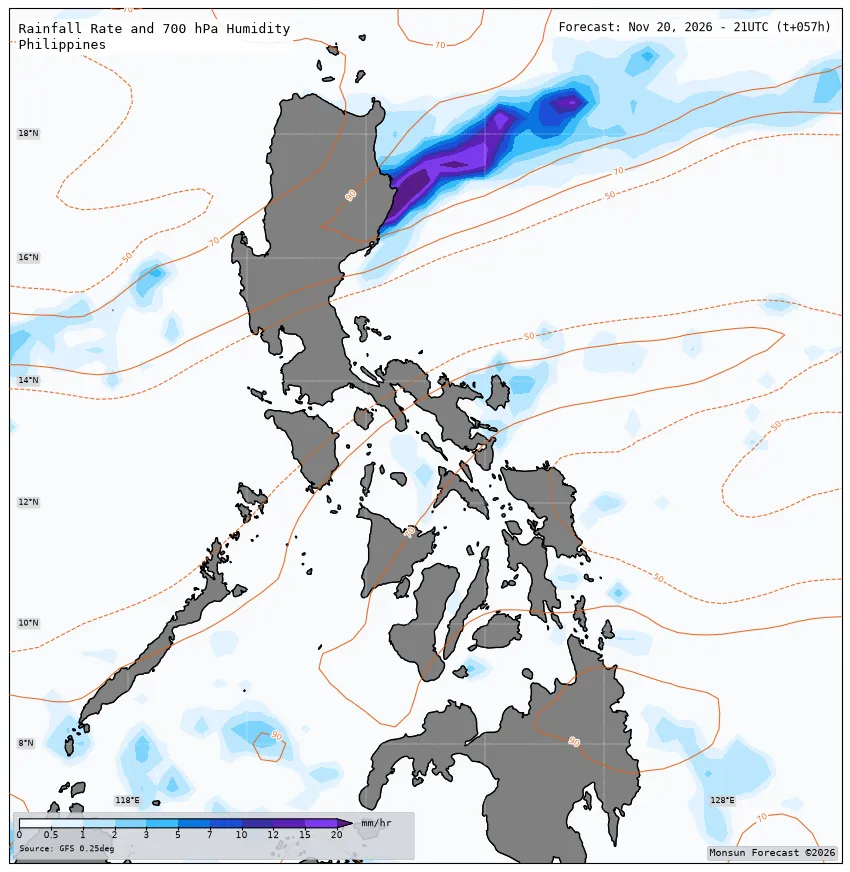 Rainfall Rate and 700 hPa Humidity
Philippines
Forecast: Nov 20, 2026 - 21UTC (t+057h)
70
70
18°N
70
90
50
70
50
16°N
50
14°N
50
12°N
70
50
10°N
90
90
8°N
118°E
128°E
70
0 0.5 1 2 3 5 7 10 12 15 20 mm/hr
Source: GFS 0.25deg
Monsun Forecast ©2026